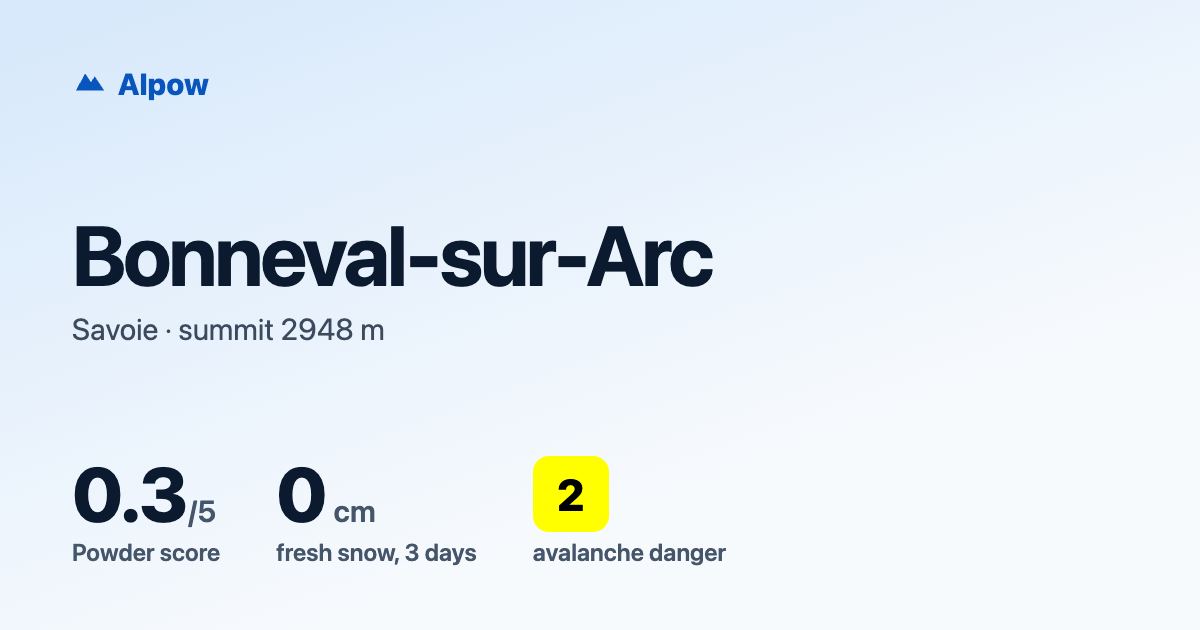 Alpow
Bonneval-sur-Arc
Savoie · summit 2948 m
0.3/5 0 cm 2
Powder score fresh snow, 3 days avalanche danger